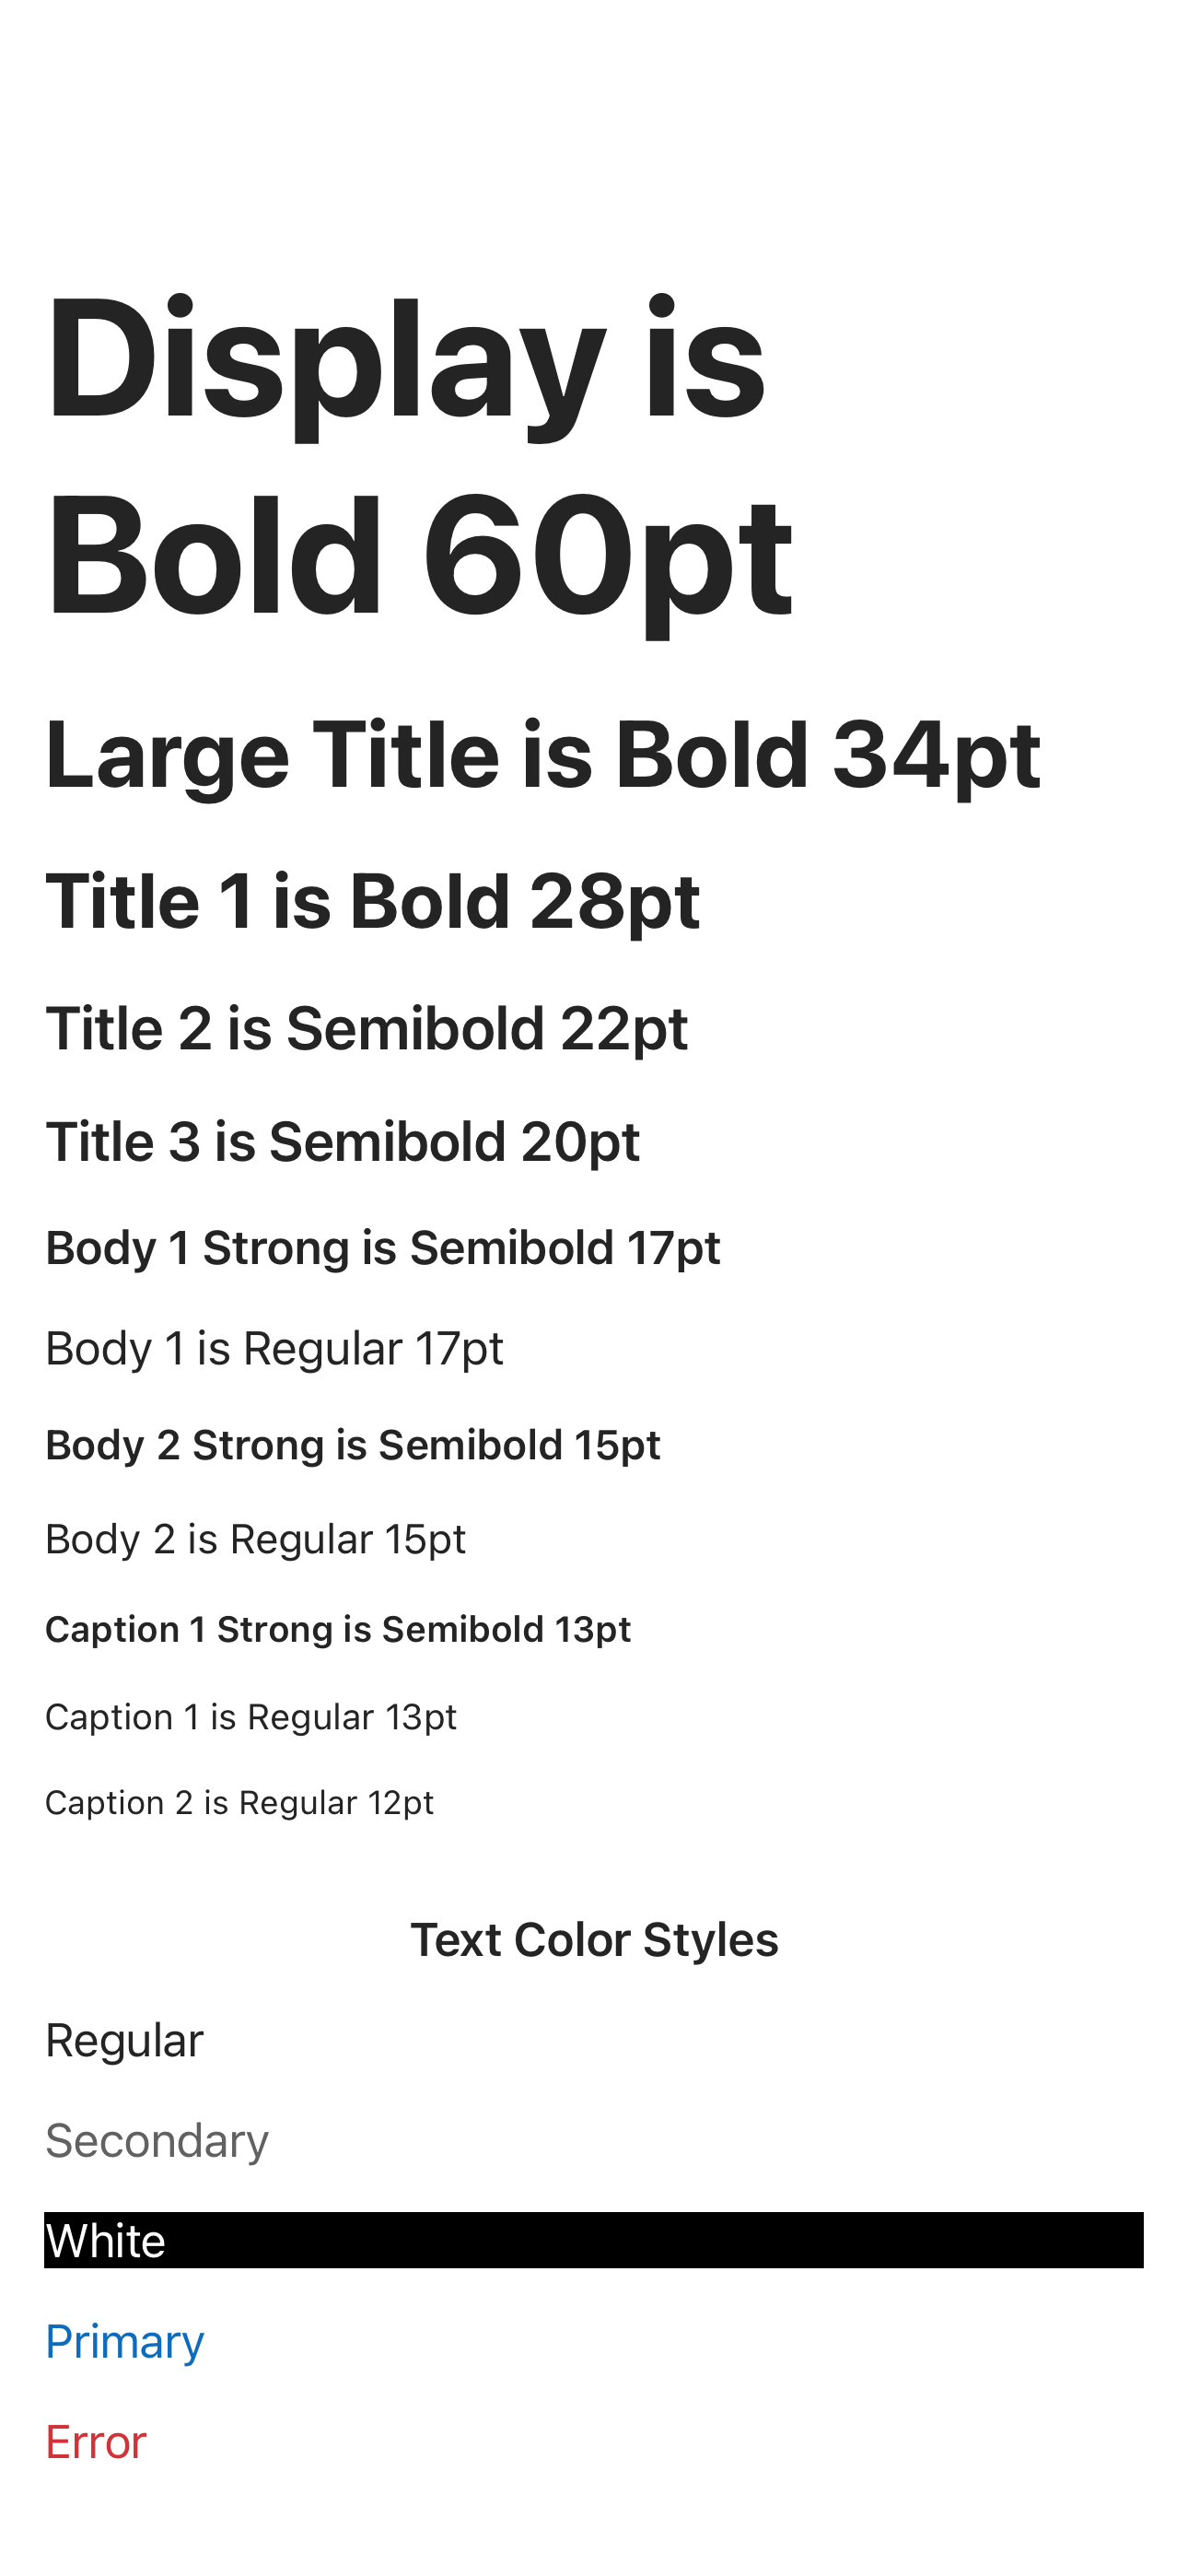 Display is
Bold 60pt
Large Title is Bold 34pt
Title 1 is Bold 28pt
Title 2 is Semibold 22pt
Title 3 is Semibold 20pt
Body 1 Strong is Semibold 17pt
Body 1 is Regular 17pt
Body 2 Strong is Semibold 15pt
Body 2 is Regular 15pt
Caption 1 Strong is Semibold 13pt
Caption 1 is Regular 13pt
Caption 2 is Regular 12pt
Text Color Styles
Regular
Secondary
White
Primary
Error